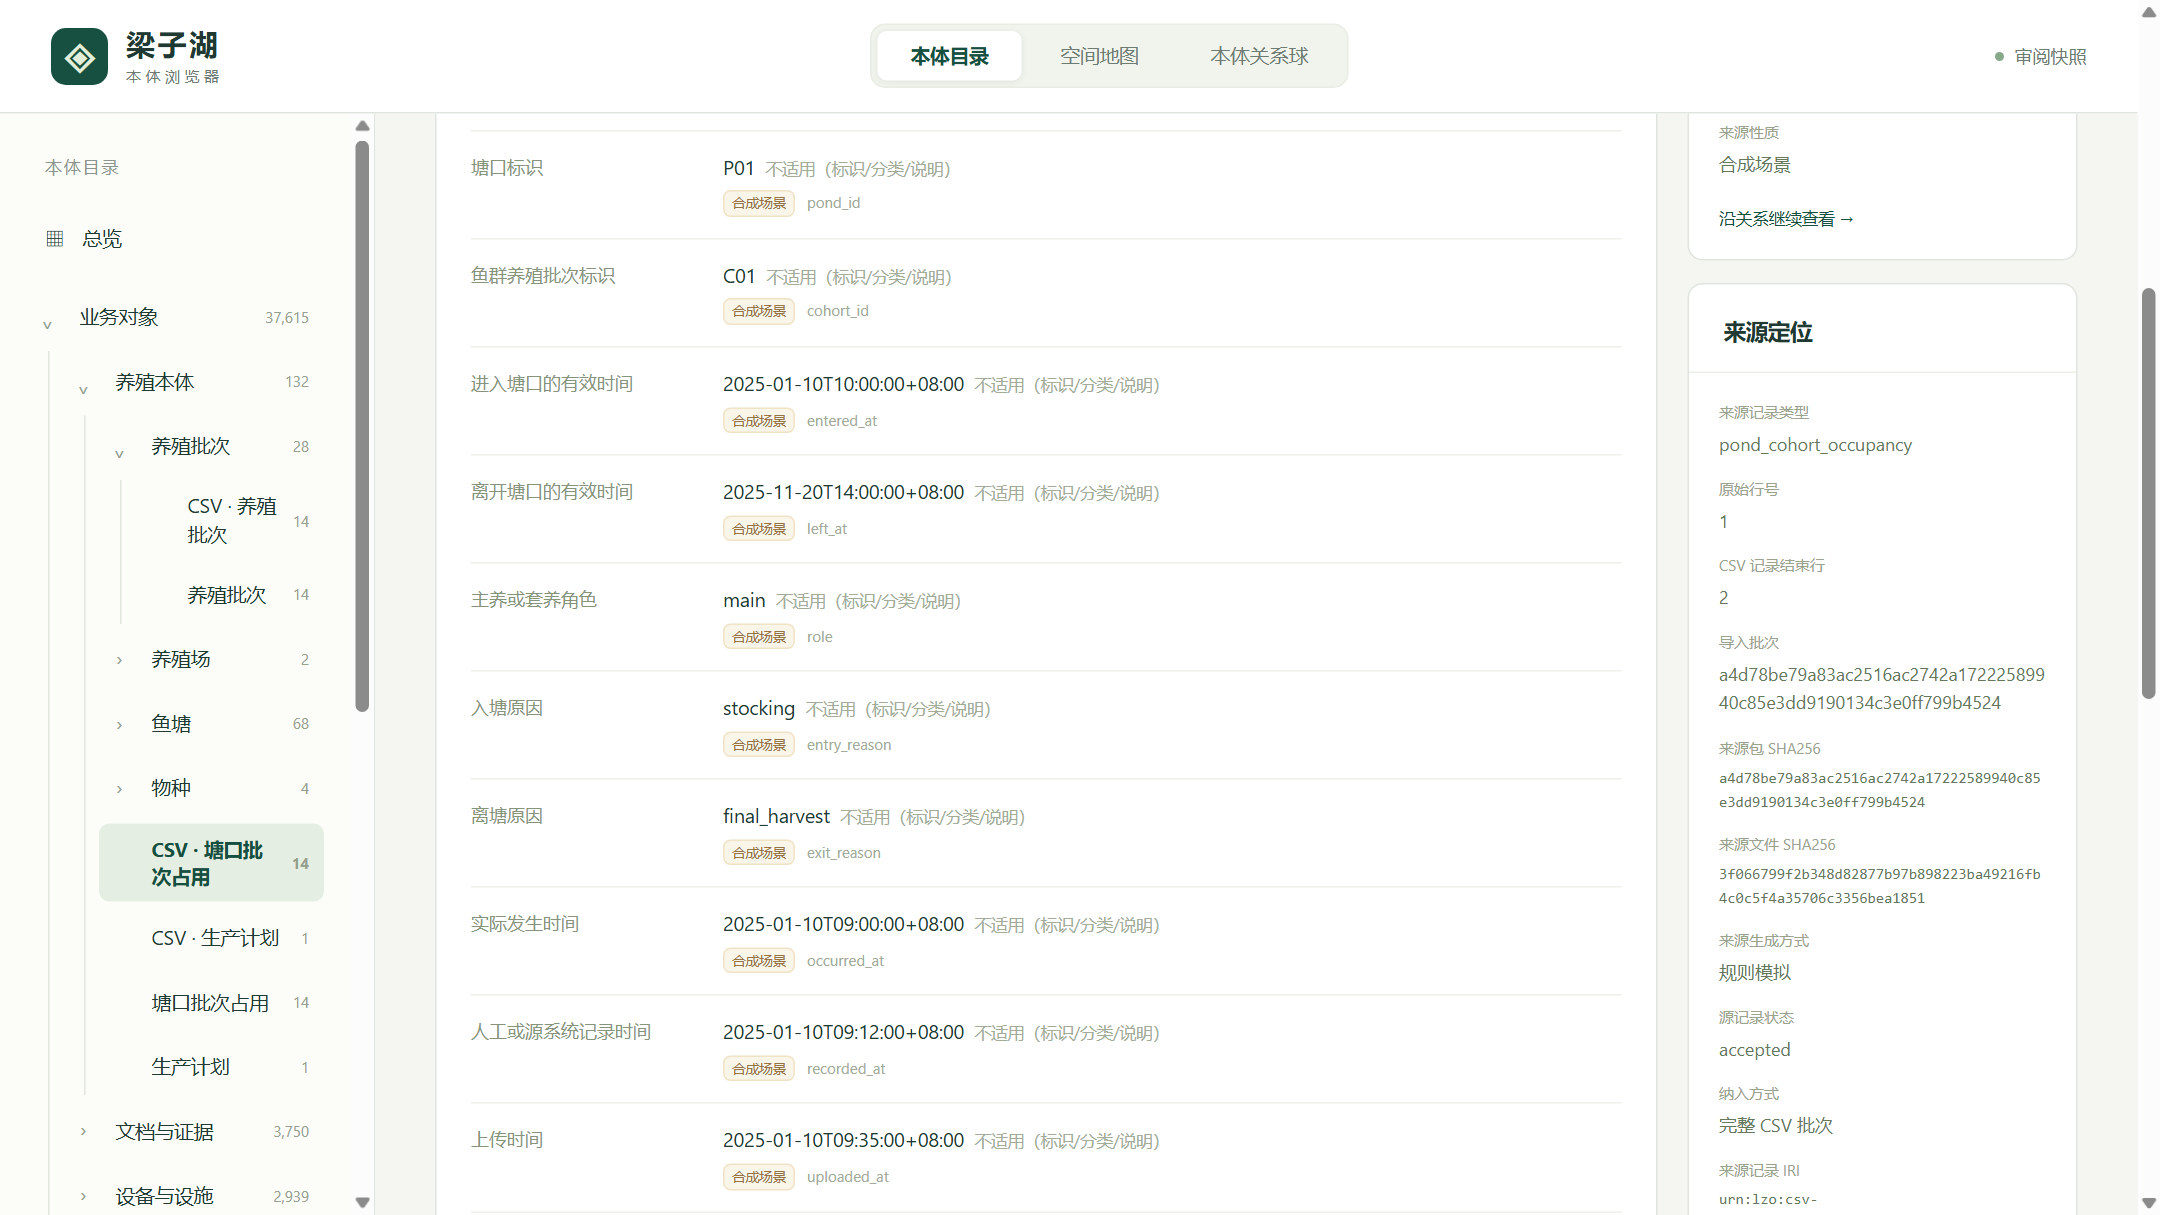 梁子湖
本体浏览器
本体目录
空间地图
本体关系球
审阅快照
本体目录
总览
业务对象 37,615
养殖本体 132
养殖批次 28
CSV · 养殖
批次
14
养殖批次 14
养殖场 2
鱼塘 68
物种 4
CSV · 塘口批
次占用
14
CSV · 生产计划 1
塘口批次占用 14
生产计划 1
文档与证据 3,750
设备与设施 2,939
塘口标识
P01 不适用（标识/分类/说明）
合成场景 pond_id
鱼群养殖批次标识
C01 不适用（标识/分类/说明）
合成场景 cohort_id
进入塘口的有效时间
2025-01-10T10:00:00+08:00 不适用（标识/分类/说明）
合成场景 entered_at
离开塘口的有效时间
2025-11-20T14:00:00+08:00 不适用（标识/分类/说明）
合成场景 left_at
主养或套养角色
main 不适用（标识/分类/说明）
合成场景 role
入塘原因
stocking 不适用（标识/分类/说明）
合成场景 entry_reason
离塘原因
final_harvest 不适用（标识/分类/说明）
合成场景 exit_reason
实际发生时间
2025-01-10T09:00:00+08:00 不适用（标识/分类/说明）
合成场景 occurred_at
人工或源系统记录时间
2025-01-10T09:12:00+08:00 不适用（标识/分类/说明）
合成场景 recorded_at
上传时间
2025-01-10T09:35:00+08:00 不适用（标识/分类/说明）
合成场景 uploaded_at
来源性质
合成场景
沿关系继续查看 →
来源定位
来源记录类型
pond_cohort_occupancy
原始行号
1
CSV 记录结束行
2
导入批次
a4d78be79a83ac2516ac2742a172225899
40c85e3dd9190134c3e0ff799b4524
来源包 SHA256
a4d78be79a83ac2516ac2742a17222589940c85
e3dd9190134c3e0ff799b4524
来源文件 SHA256
3f066799f2b348d82877b97b898223ba49216fb
4c0c5f4a35706c3356bea1851
来源生成方式
规则模拟
源记录状态
accepted
纳入方式
完整 CSV 批次
来源记录 IRI
urn:lzo:csv-